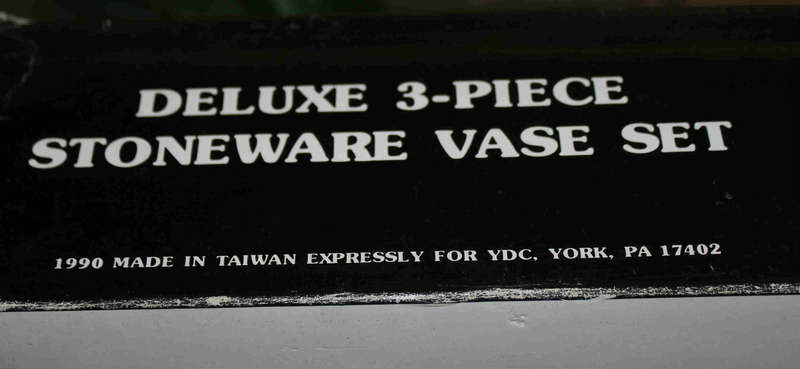 DELUXE 3-PIECE
STONEWARE VASE SET
1990 MADE IN TAIWAN EXPRESSLY FOR YDC, YORK, PA 17402